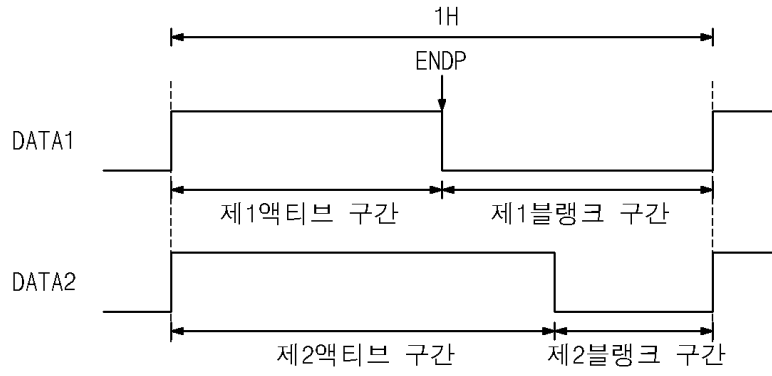 1H
ENDP
DATA1
제1액티브 구간 제1블랭크 구간
DATA2
제2액티브 구간 제2블랭크 구간